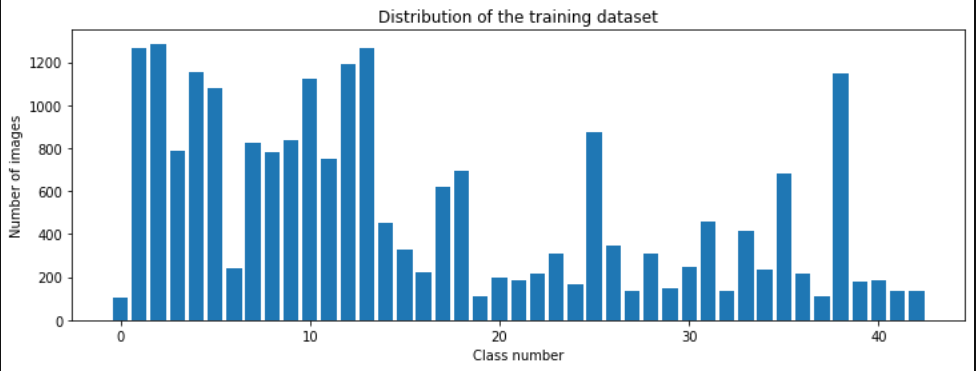 Distribution of the training dataset
Number of images
1200
1000
800
600
400
200
0
0 10 20 30 40
Class number